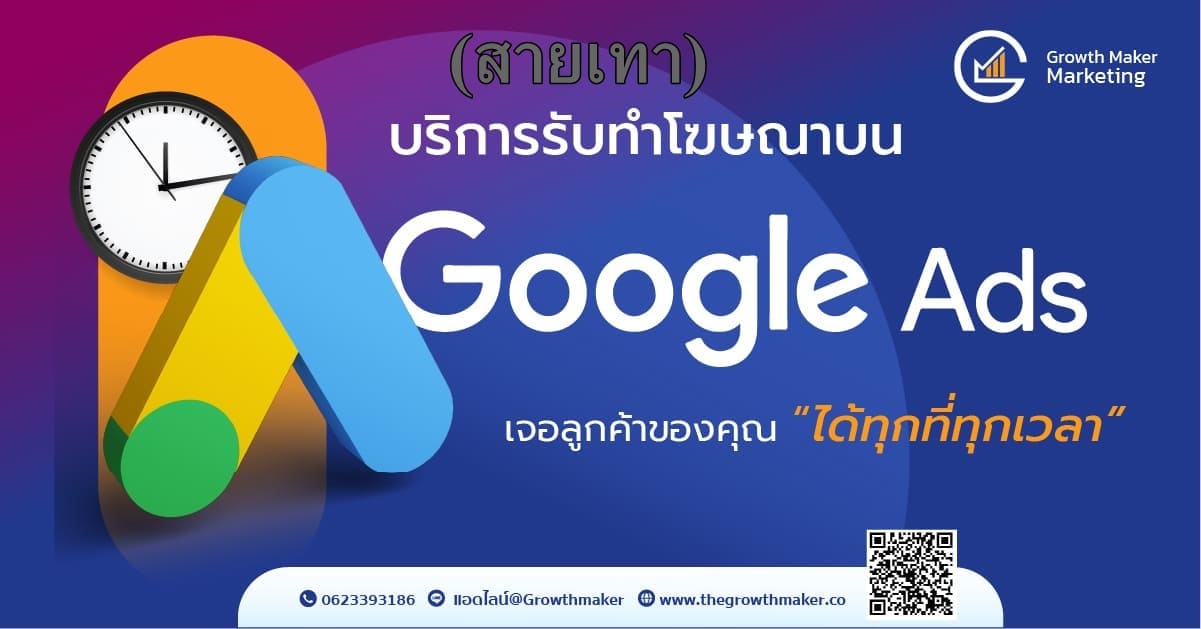 (สายเทา)
Growth Maker
Marketing
บริการรับทำโฆษณาบน
Google Ads
เจอลูกค้าของคุณ “ได้ทุกที่ทุกเวลา”
0623393186 แอดไลน์@Growthmaker www.thegrowthmaker.co